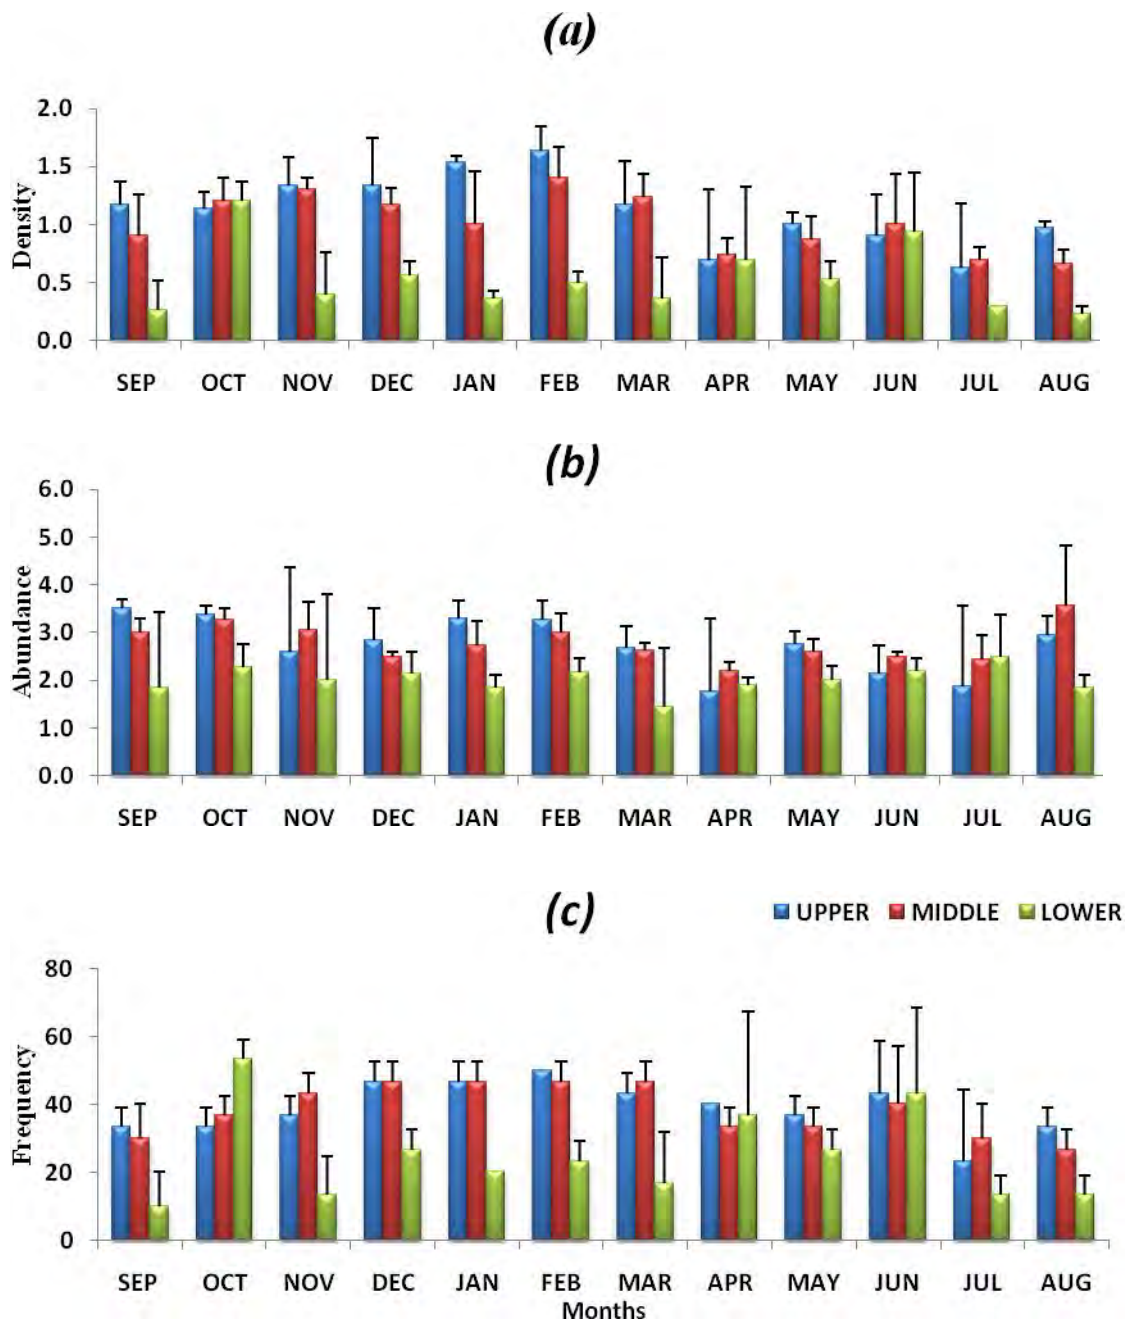 (a)
Density
2.0
1.5
1.0
0.5
0.0
SEP OCT NOV DEC JAN FEB MAR APR MAY JUN JUL AUG
(b)
Abundance
6.0
5.0
4.0
3.0
2.0
1.0
0.0
SEP OCT NOV DEC JAN FEB MAR APR MAY JUN JUL AUG
(c)
UPPER MIDDLE LOWER
Frequency
80
60
40
20
0
SEP OCT NOV DEC JAN FEB MAR APR MAY JUN JUL AUG
Months